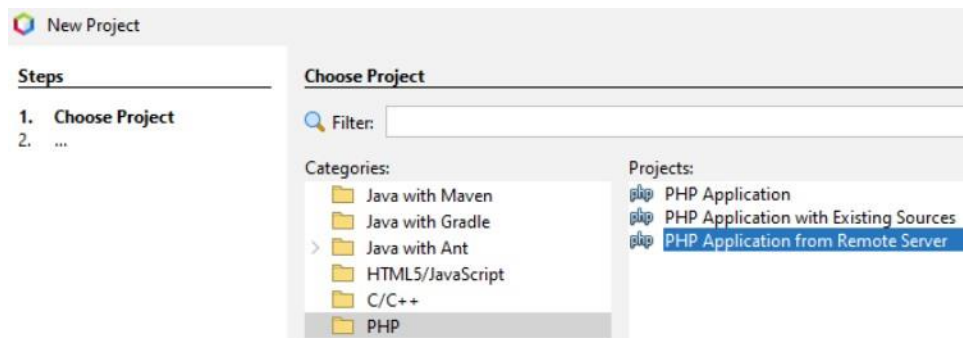 New Project
Steps
1. Choose Project
2. ...
Choose Project
Filter:
Categories:
Java with Maven
Java with Gradle
Java with Ant
HTML5/JavaScript
C/C++
PHP
Projects:
php PHP Application
php PHP Application with Existing Sources
php PHP Application from Remote Server